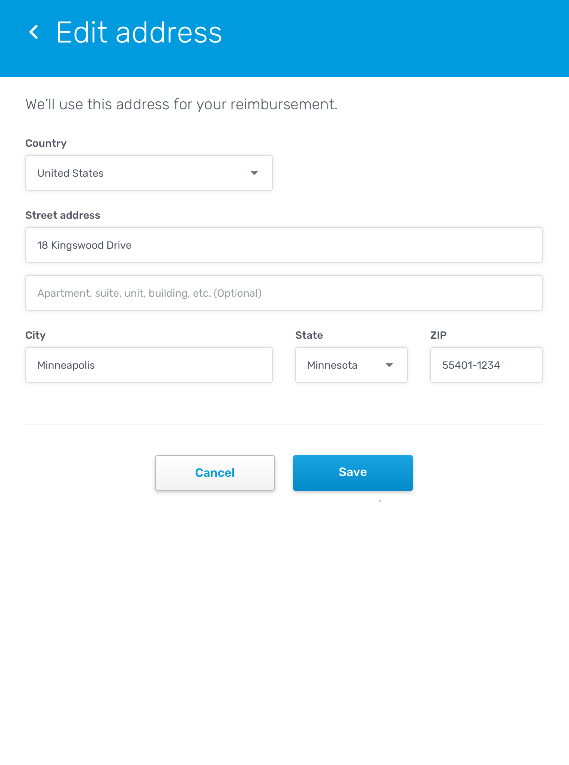 Edit address
We'll use this address for your reimbursement.
Country
United States
Street address
18 Kingswood Drive
Apartment, suite, unit, building, etc. (Optional)
City State ZIP
Minneapolis Minnesota 55401-1234
Cancel Save